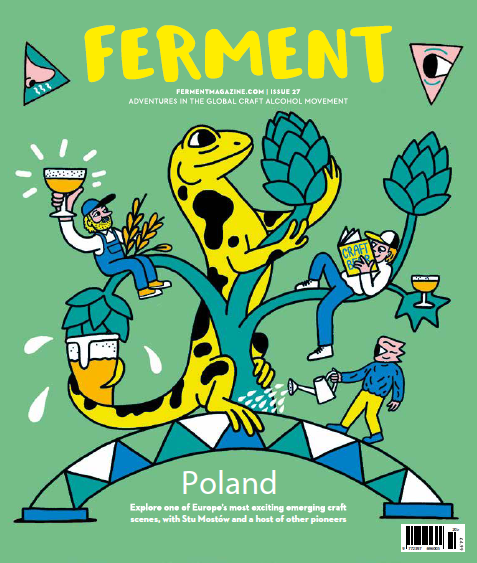 FERMENT
FERMENTMAGAZINE.COM | ISSUE 27
ADVENTURES IN THE GLOBAL CRAFT ALCOHOL MOVEMENT
CRAFT
BEER
Poland
Explore one of Europe's most exciting emerging craft
scenes, with Stu Mostów and a host of other pioneers